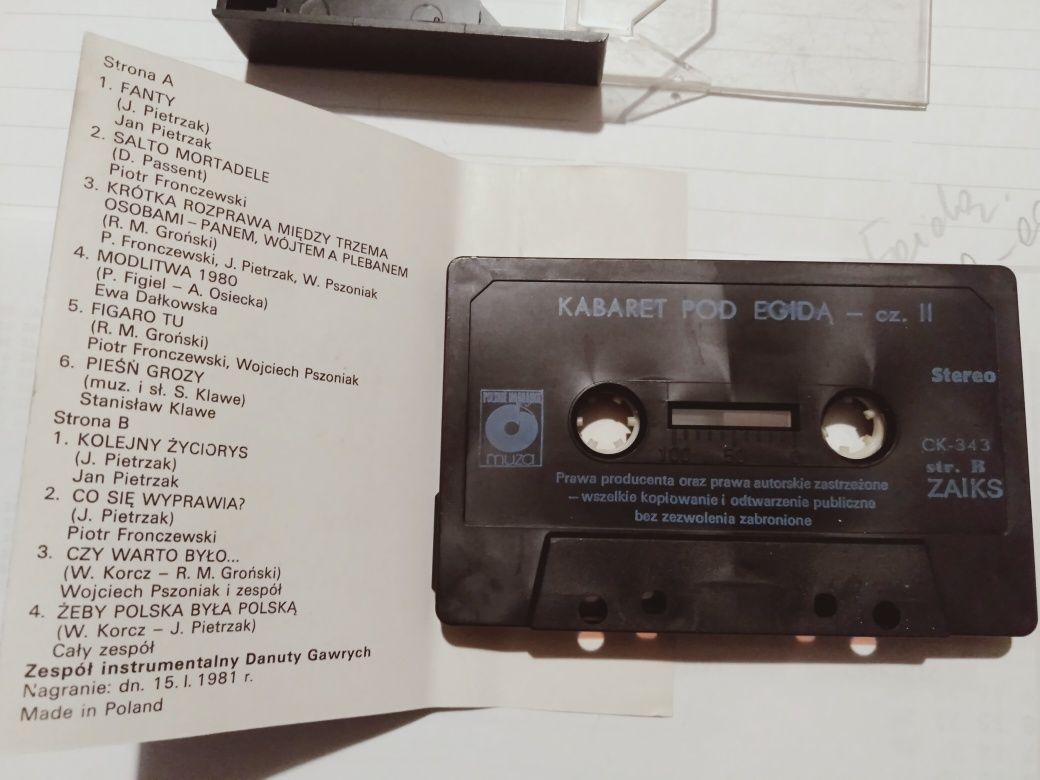 Strona A
1. FANTY
(J. Pietrzak)
Jan Pietrzak
2. SALTO MORTADELE
(D. Passent)
Piotr Fronczewski
3. KRÓTKA ROZPRAWA MIĘDZY TRZEMA
OSOBAMI – PANEM, WÓJTEM A PLEBANEM
(R. M. Groński)
P. Fronczewski, J. Pietrzak, W. Pszoniak
4. MODLITWA 1980
(P. Figiel – A. Osiecka)
Ewa Dałkowska
5. FIGARO TU
(R. M. Groński)
Piotr Fronczewski, Wojciech Pszoniak
6. PIEŚŃ GROZY
(muz. i sł. S. Klawe)
Stanisław Klawe
Strona B
1. KOLEJNY ŻYCIORYS
(J. Pietrzak)
Jan Pietrzak
2. CO SIĘ WYPRAWIA?
(J. Pietrzak)
Piotr Fronczewski
3. CZY WARTO BYŁO...
(W. Korcz – R. M. Groński)
Wojciech Pszoniak i zespół
4. ŻEBY POLSKA BYŁA POLSKĄ
(W. Korcz – J. Pietrzak)
Cały zespół
Zespół instrumentalny Danuty Gawrych
Nagranie: dn. 15. I. 1981 r.
Made in Poland
KABARET POD EGIDĄ – cz. II
Stereo
POLSKIE NAGRANIA
muza
100 50
CK-343
str. B
ZAIKS
Prawa producenta oraz prawa autorskie zastrzeżone
– wszelkie kopiowanie i odtwarzenie publiczne
bez zezwolenia zabronione